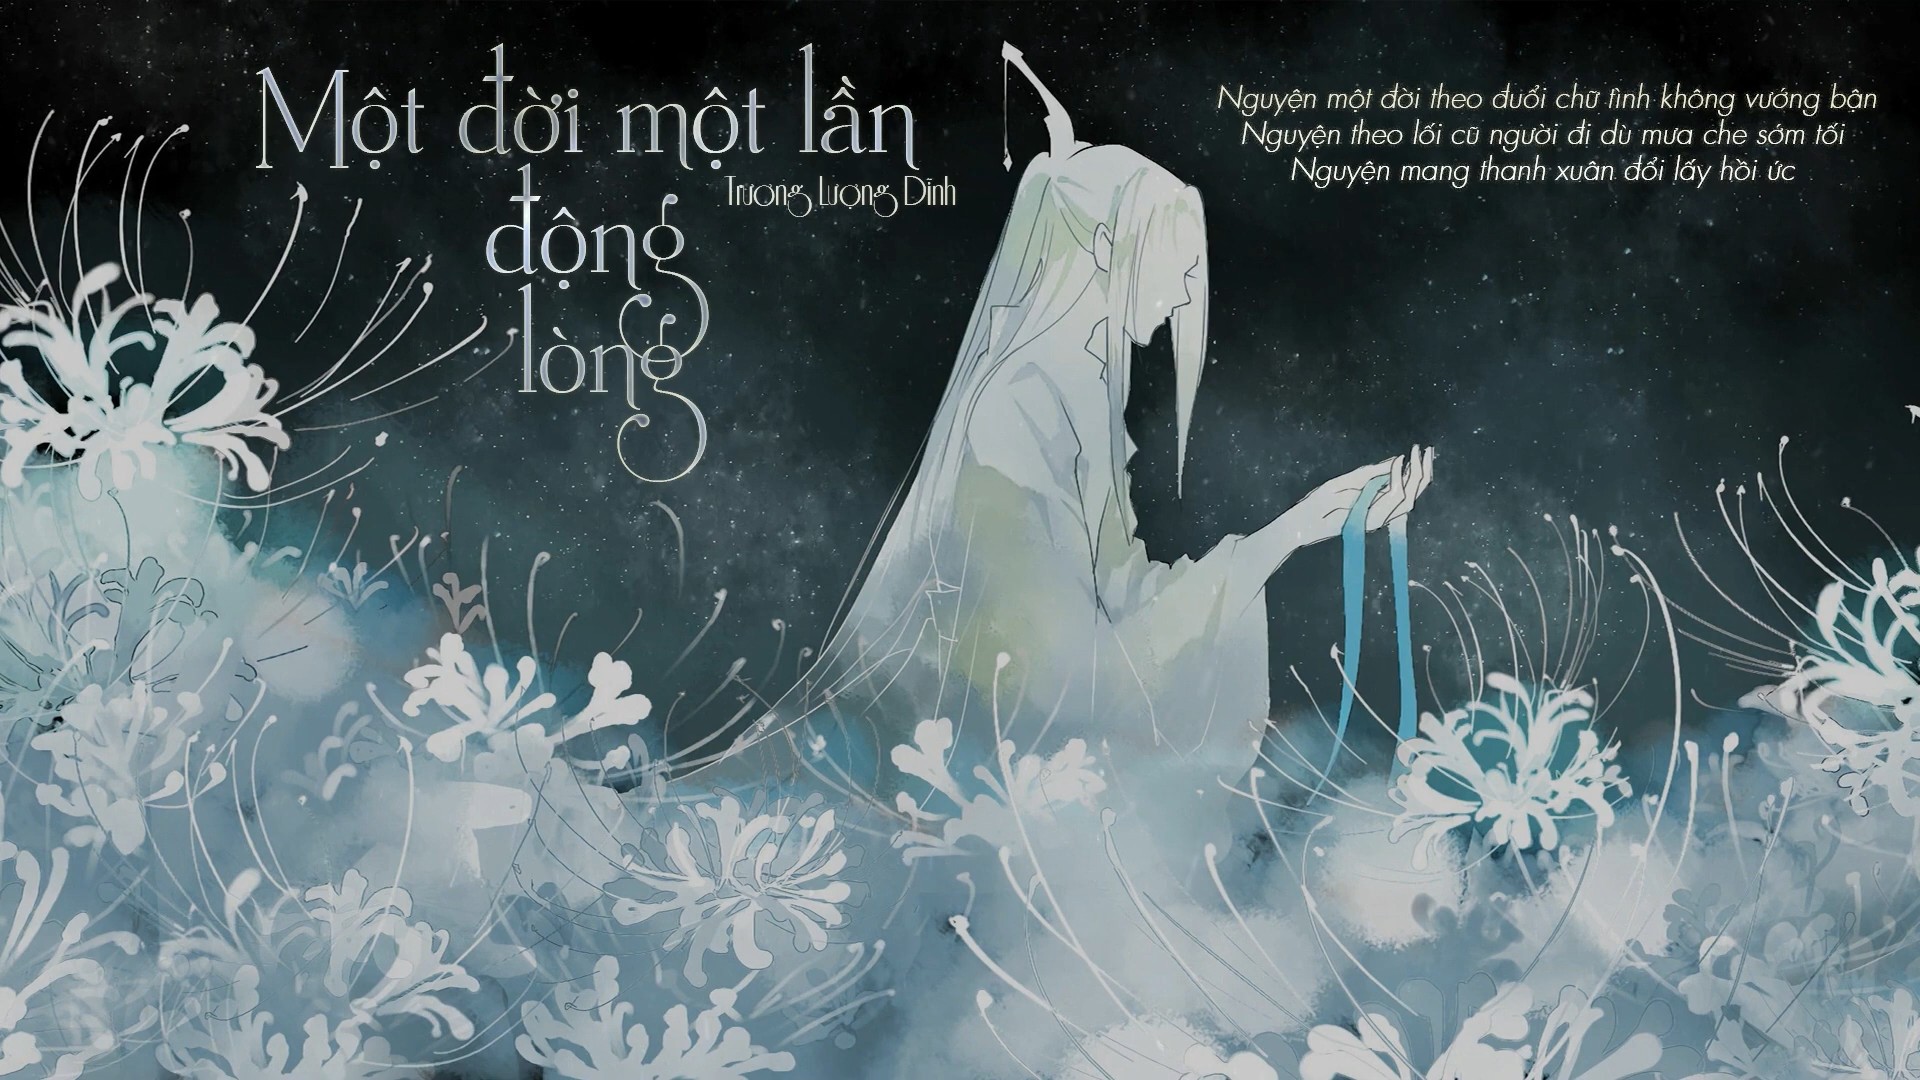 Một đời một lần
động
lòng
Trương Lượng Dĩnh
Nguyện một đời theo đuổi chữ tình không vướng bận
Nguyện theo lối cũ người đi dù mưa che sớm tối
Nguyện mang thanh xuân đổi lấy hồi ức